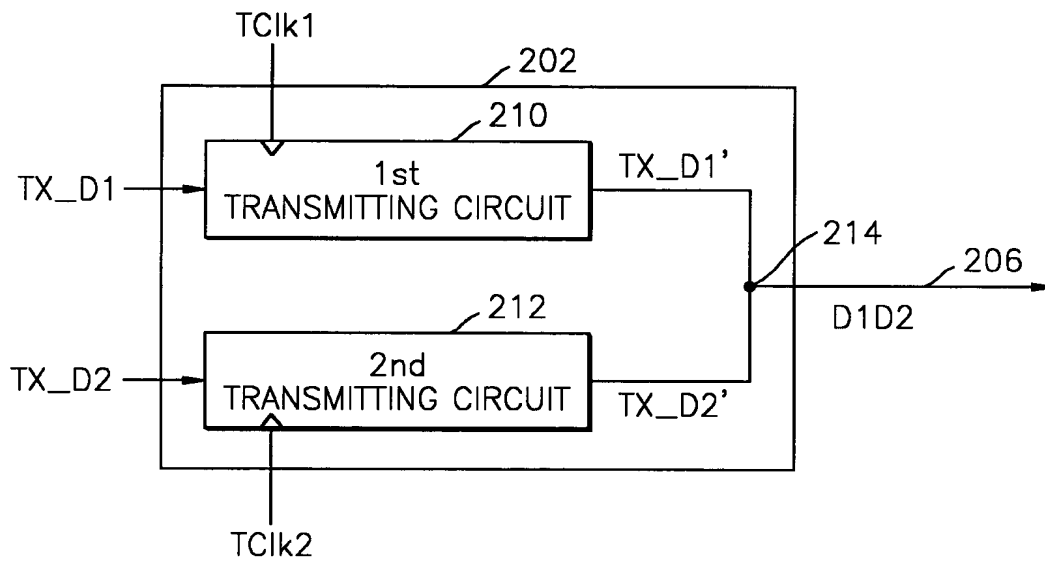 TClk1
202
210
TX_D1
1st
TRANSMITTING CIRCUIT
TX_D1'
214
206
D1D2
212
TX_D2
2nd
TRANSMITTING CIRCUIT
TX_D2'
TClk2